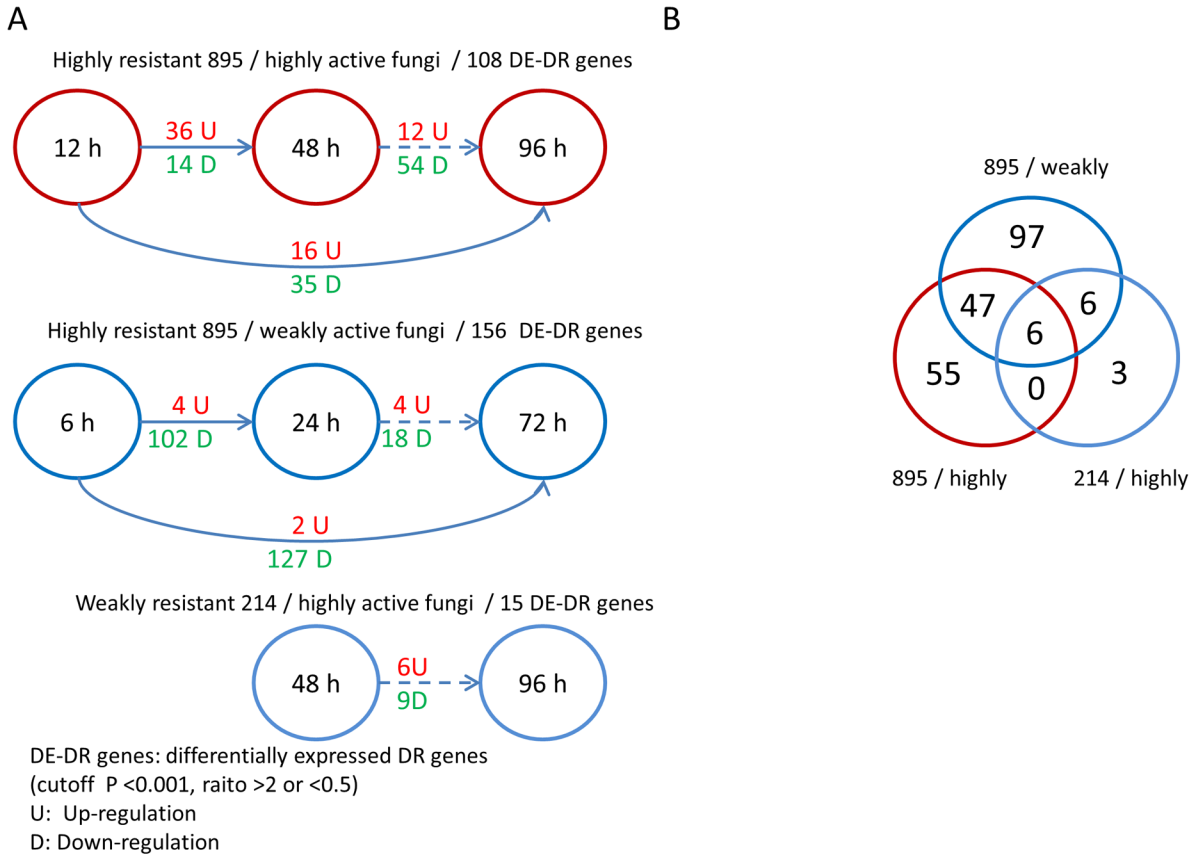 A
Highly resistant 895 / highly active fungi / 108 DE-DR genes
12 h
36 U
14 D
48 h
12 U
54 D
96 h
16 U
35 D
Highly resistant 895 / weakly active fungi / 156 DE-DR genes
6 h
4 U
102 D
24 h
4 U
18 D
72 h
2 U
127 D
Weakly resistant 214 / highly active fungi / 15 DE-DR genes
48 h
6U
9D
96 h
DE-DR genes: differentially expressed DR genes
(cutoff P <0.001, raito >2 or <0.5)
U: Up-regulation
D: Down-regulation
B
895 / weakly
97
47
6
6
55
0
3
895 / highly
214 / highly